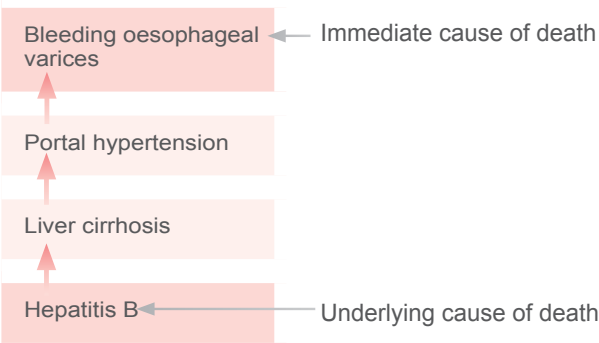 Bleeding oesophageal
varices
Immediate cause of death
Portal hypertension
Liver cirrhosis
Hepatitis B
Underlying cause of death